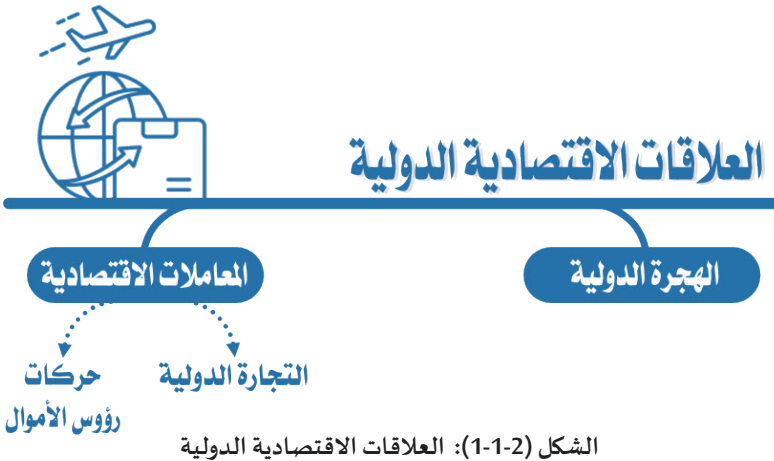 العلاقات الاقتصادية الدولية
الهجرة الدولية
المعاملات الاقتصادية
التجارة الدولية
حركات
رؤوس الأموال
الشكل (2-1-1): العلاقات الاقتصادية الدولية